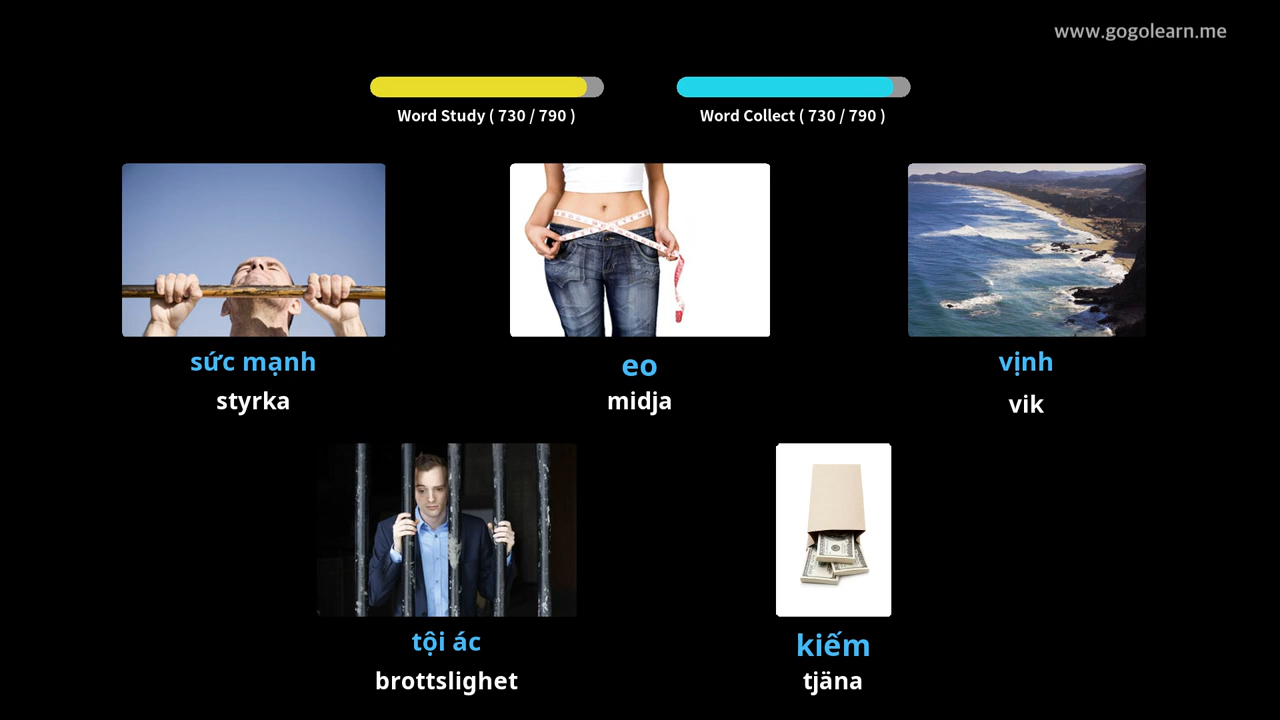 www.gogolearn.me
Word Study ( 730 / 790 )
Word Collect ( 730 / 790 )
sức mạnh
styrka
eo
midja
vịnh
vik
tội ác
brottslighet
kiếm
tjäna